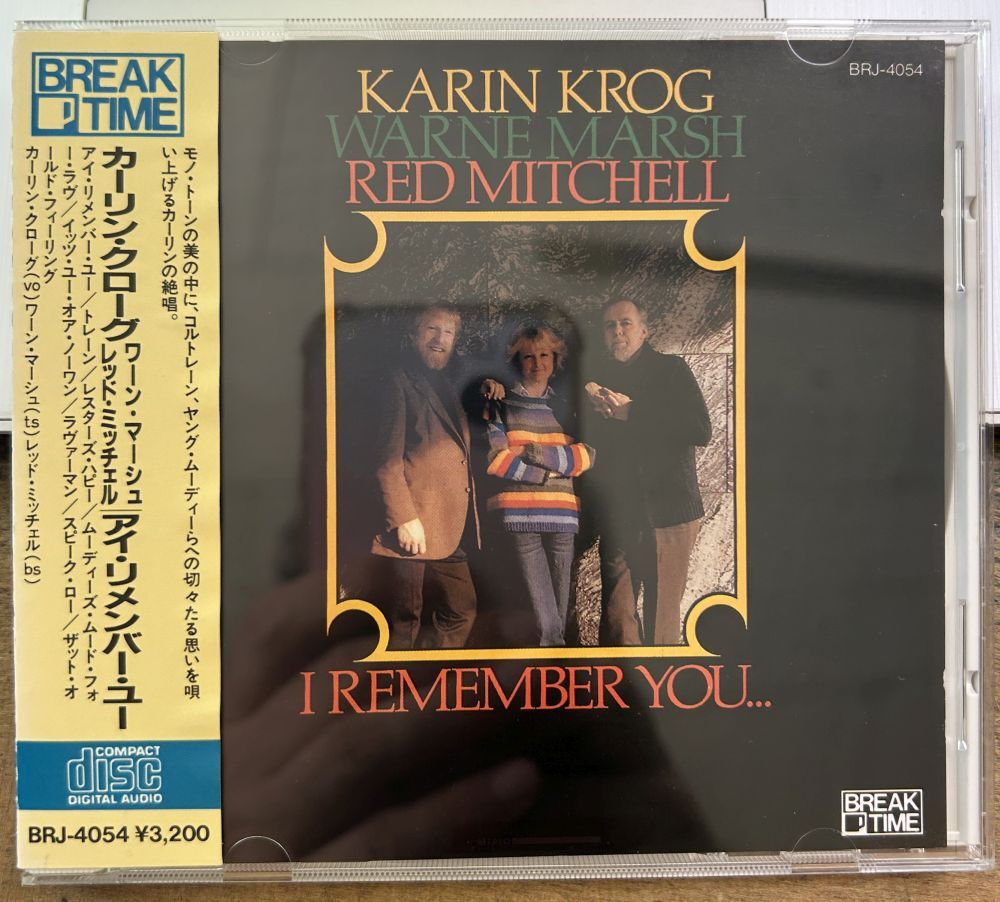 BREAK
TIME
モノ・トーンの美の中に、コルトレーン、ヤング・ムーディーらへの切々たる思いを唄
い上げるカーリンの絶唱。
カーリン・クローグ ワーン・マーシュ レッド・ミッチェル/アイ・リメンバー・ユー
アイ・リメンバー・ユー/トレーン/レスターズ・ハピー/ムーディーズ・ムード・フォ
ー・ラヴ/イッツ・ユー・オア・ノーワン/ラヴァーマン/スピーク・ロー/ザット・オ
ールド・フィーリング
カーリン・クローグ(vo)ワーン・マーシュ(ts)レッド・ミッチェル(bs)
COMPACT
disc
DIGITAL AUDIO
BRJ-4054 ¥3,200
BRJ-4054
KARIN KROG
WARNE MARSH
RED MITCHELL
I REMEMBER YOU...
BREAK
TIME